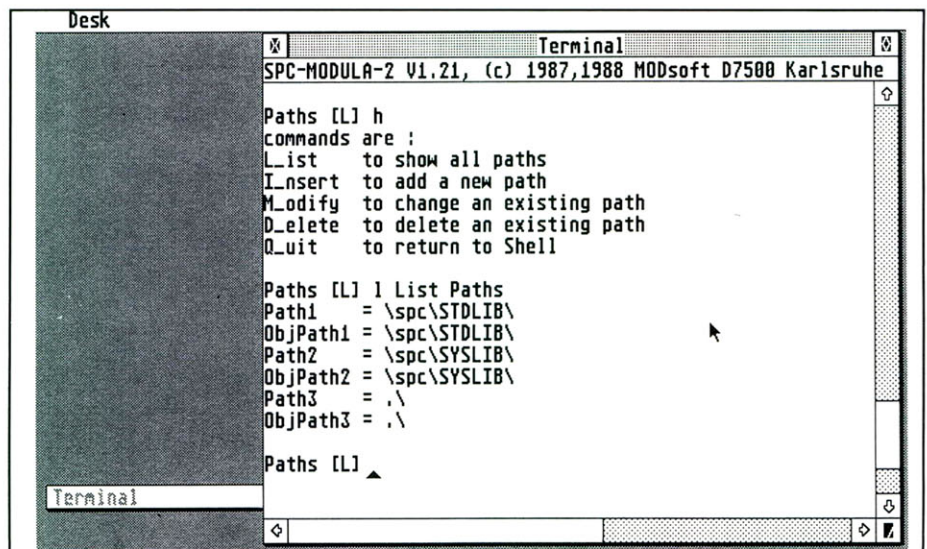 Desk
Terminal
SPC-MODULA-2 V1.21, (c) 1987,1988 MODsoft D7500 Karlsruhe
Paths [L] h
commands are :
L_ist    to show all paths
I_nsert  to add a new path
M_odify  to change an existing path
D_elete  to delete an existing path
Q_uit    to return to Shell
Paths [L] l List Paths
Path1    = \spc\STDLIB\
ObjPath1 = \spc\STDLIB\
Path2    = \spc\SYSLIB\
ObjPath2 = \spc\SYSLIB\
Path3    = .\
ObjPath3 = .\
Paths [L]
Terminal